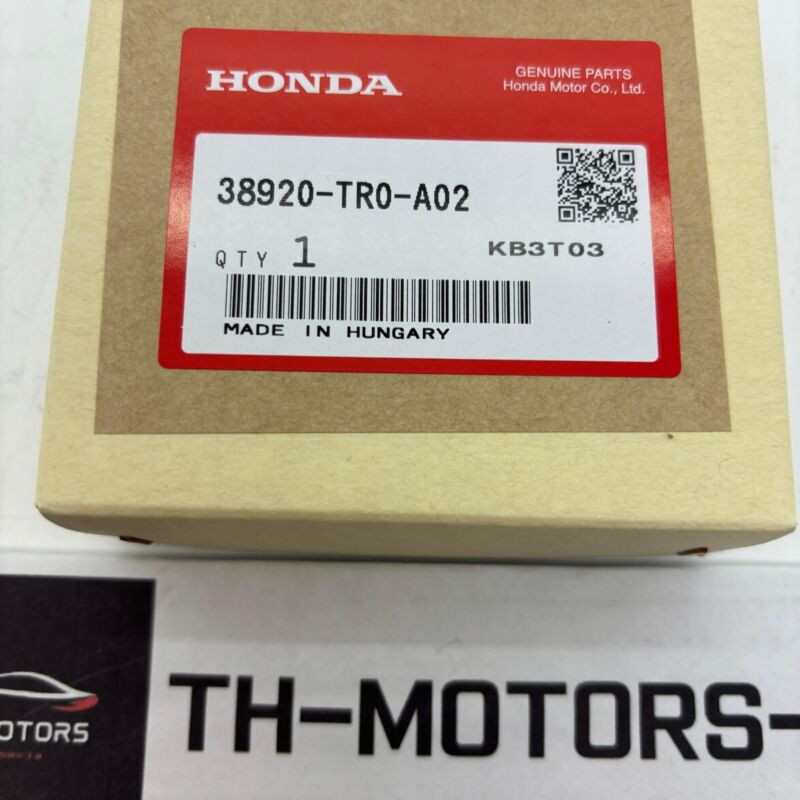 HONDA
GENUINE PARTS
Honda Motor Co., Ltd.
38920-TR0-A02
QTY 1
KB3T03
MADE IN HUNGARY
MOTORS
TH-MOTORS-